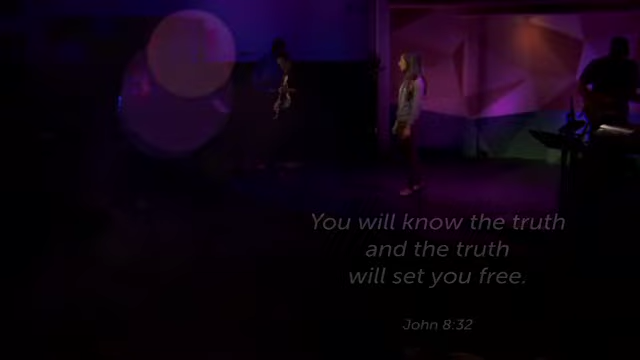 You will know the truth
and the truth
will set you free.
John 8:32